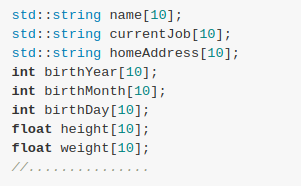 std::string name[10];
std::string currentJob[10];
std::string homeAddress[10];
int birthYear[10];
int birthMonth[10];
int birthDay[10];
float height[10];
float weight[10];
//...............